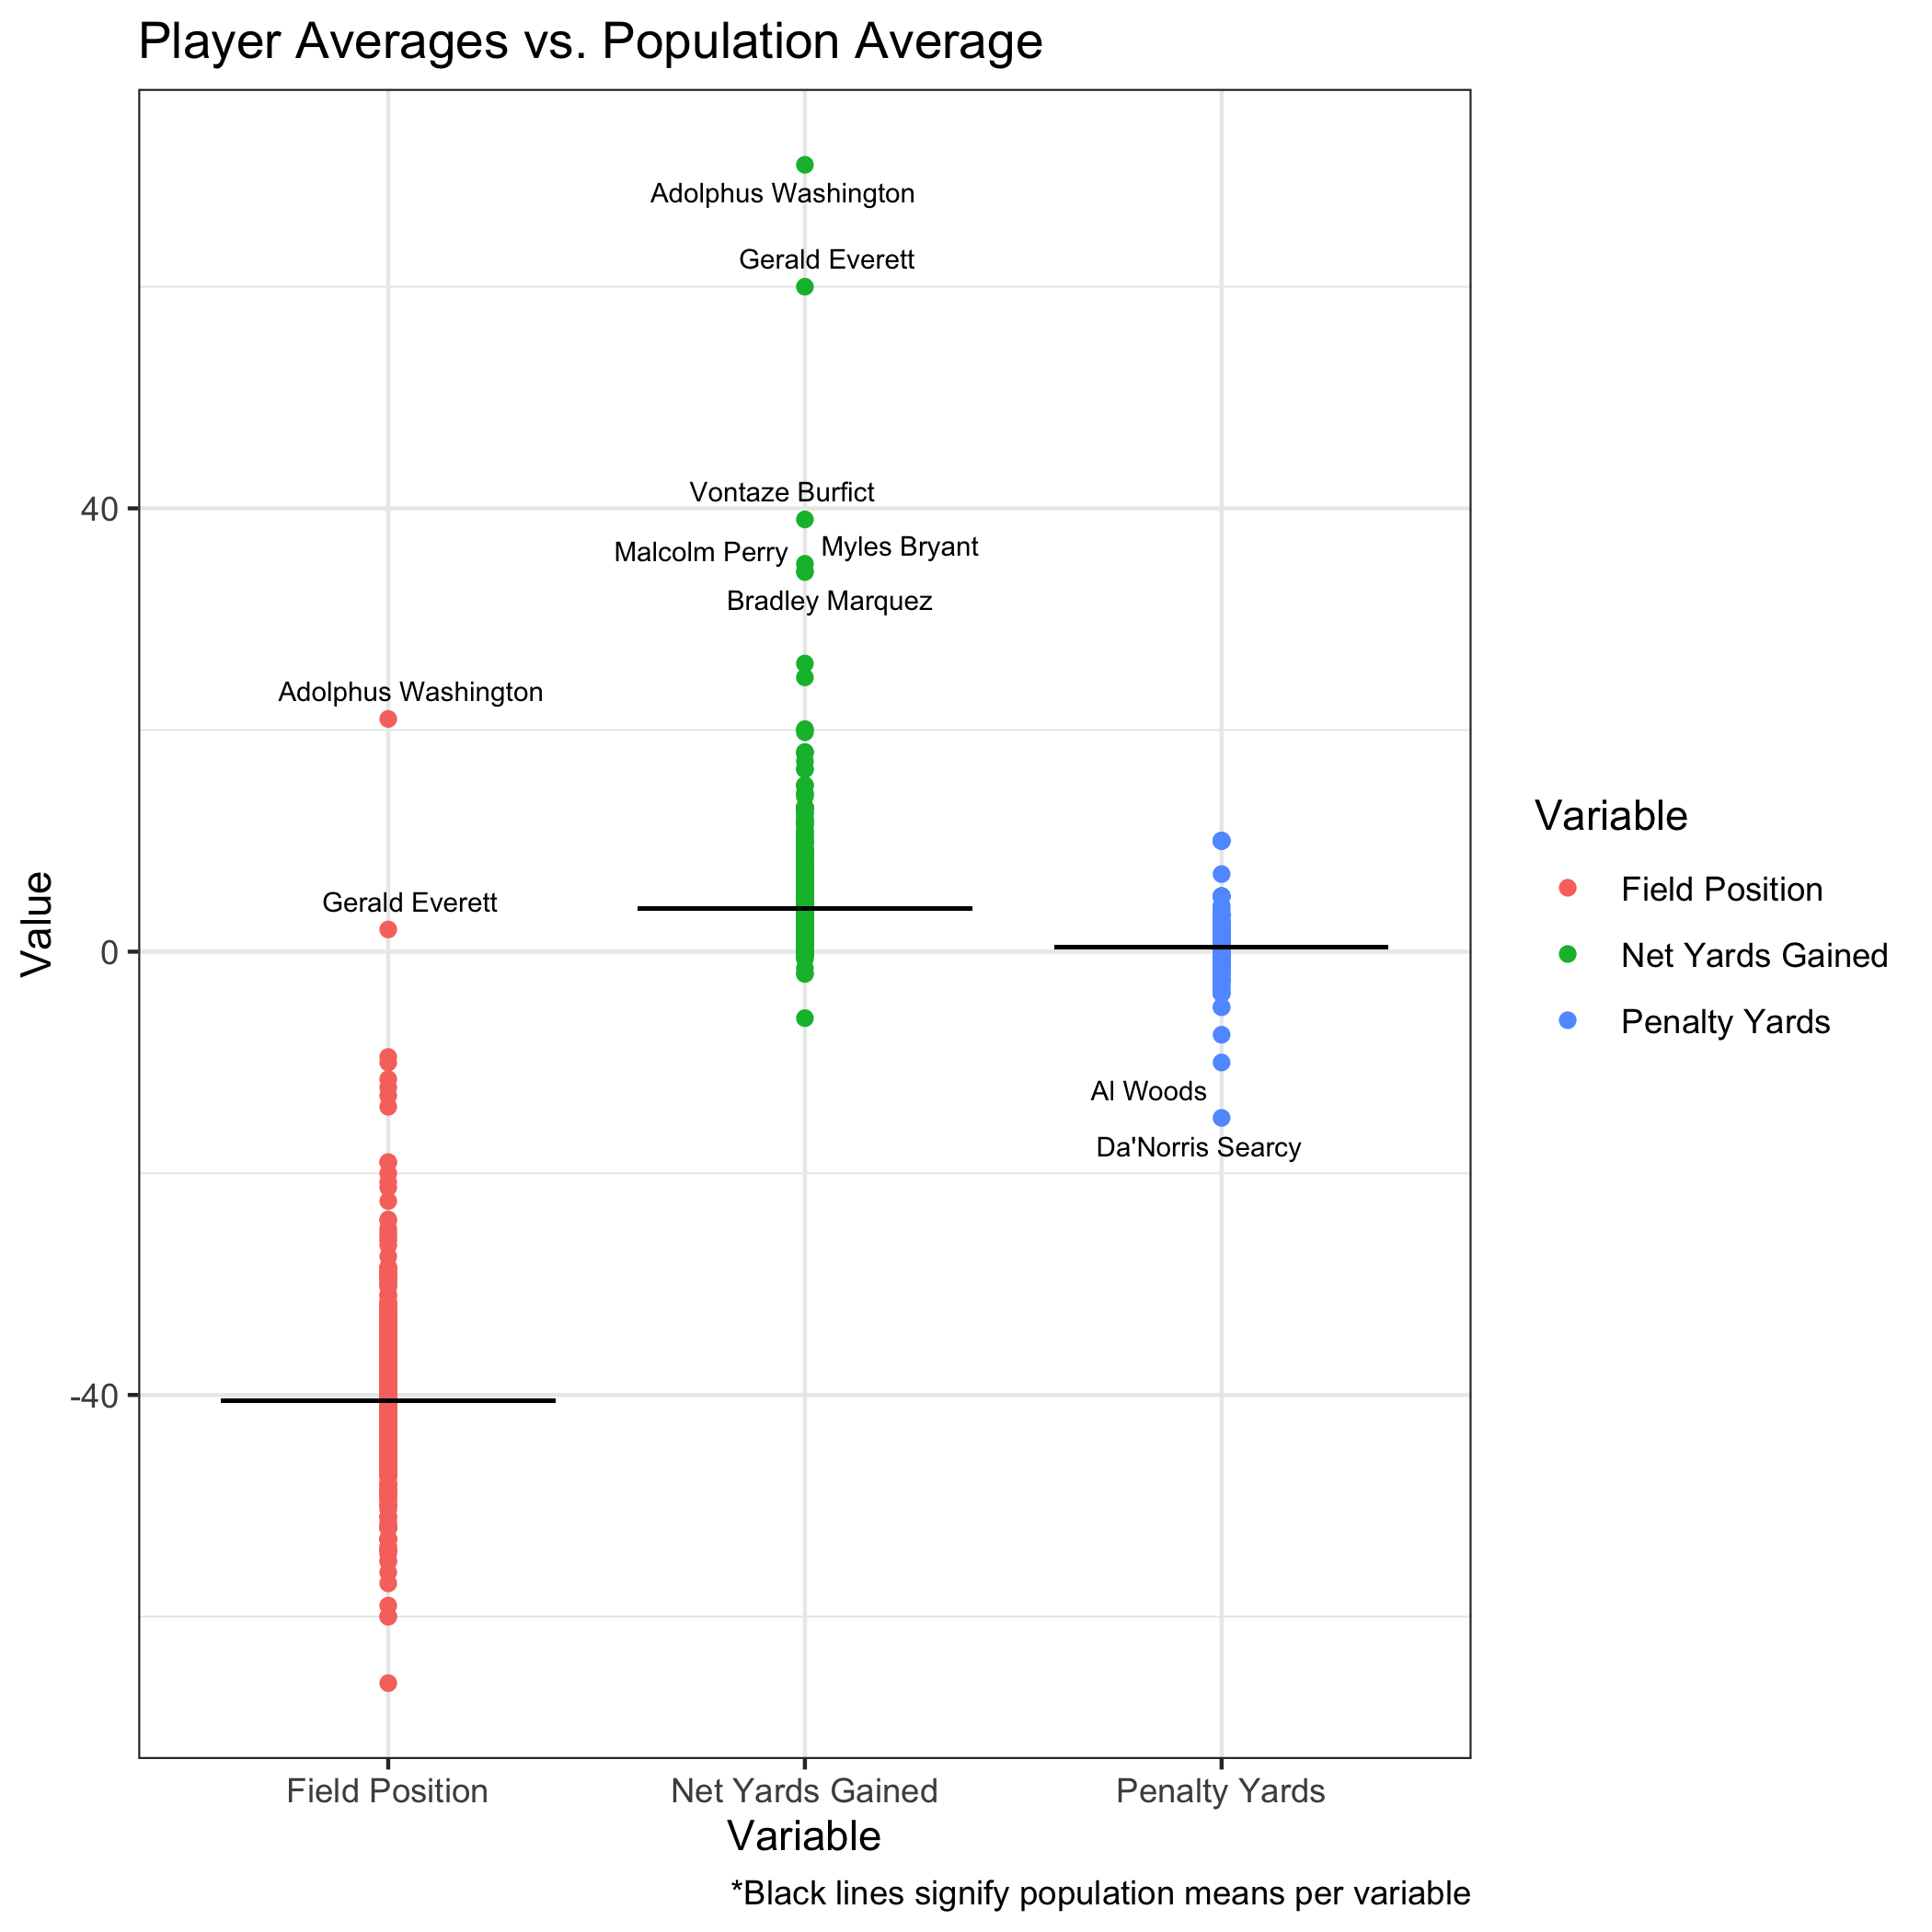 Player Averages vs. Population Average
Adolphus Washington
Gerald Everett
40
Vontaze Burfict
Malcolm Perry
Myles Bryant
Bradley Marquez
Adolphus Washington
Gerald Everett
Value
0
Al Woods
Da'Norris Searcy
-40
Variable
Field Position
Net Yards Gained
Penalty Yards
Field Position
Net Yards Gained
Penalty Yards
Variable
*Black lines signify population means per variable